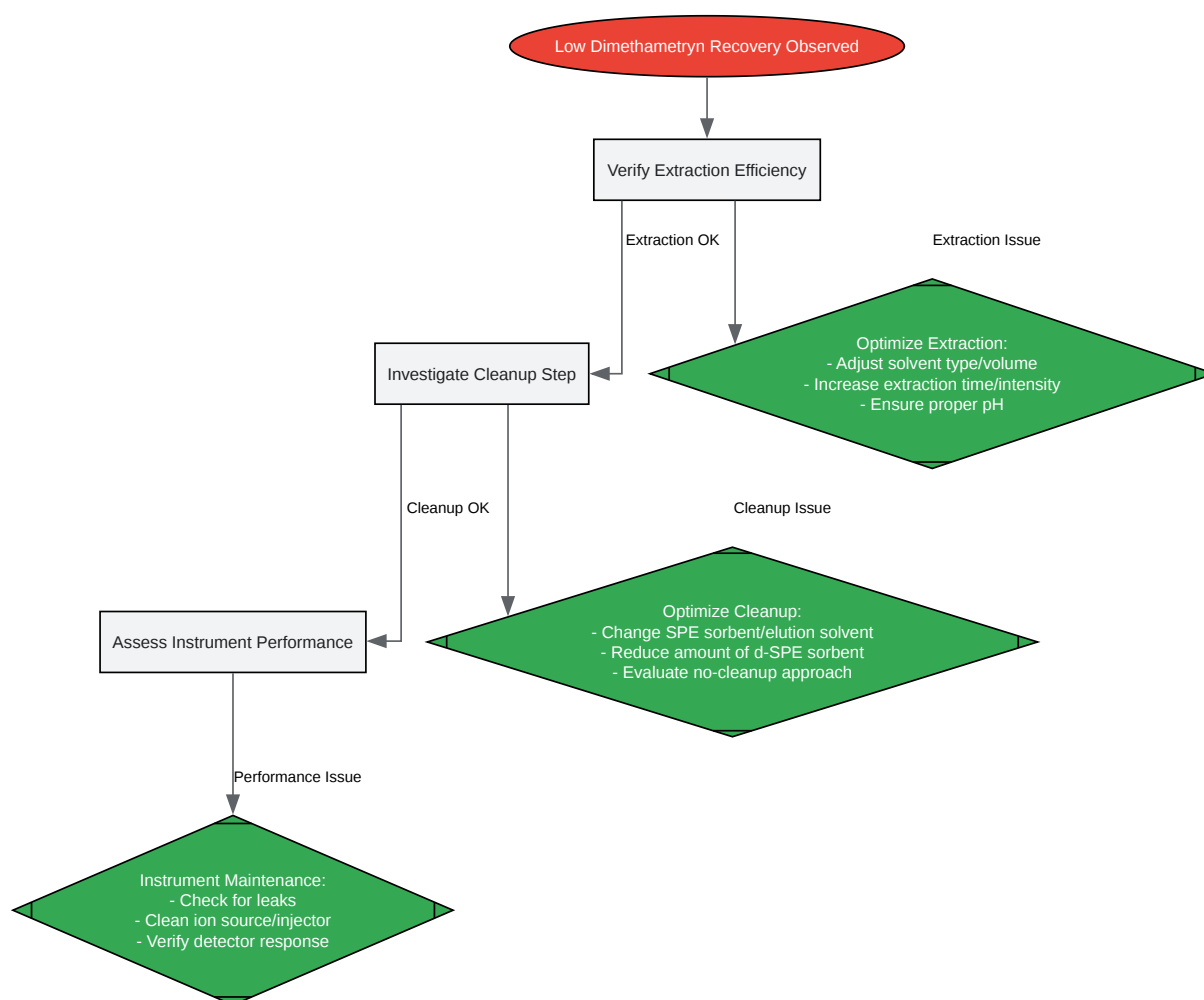 Low Dimethametryn Recovery Observed
Verify Extraction Efficiency
Extraction OK
Extraction Issue
Optimize Extraction:
- Adjust solvent type/volume
- Increase extraction time/intensity
- Ensure proper pH
Investigate Cleanup Step
Cleanup OK
Cleanup Issue
Optimize Cleanup:
- Change SPE sorbent/elution solvent
- Reduce amount of d-SPE sorbent
- Evaluate no-cleanup approach
Assess Instrument Performance
Performance Issue
Instrument Maintenance:
- Check for leaks
- Clean ion source/injector
- Verify detector response